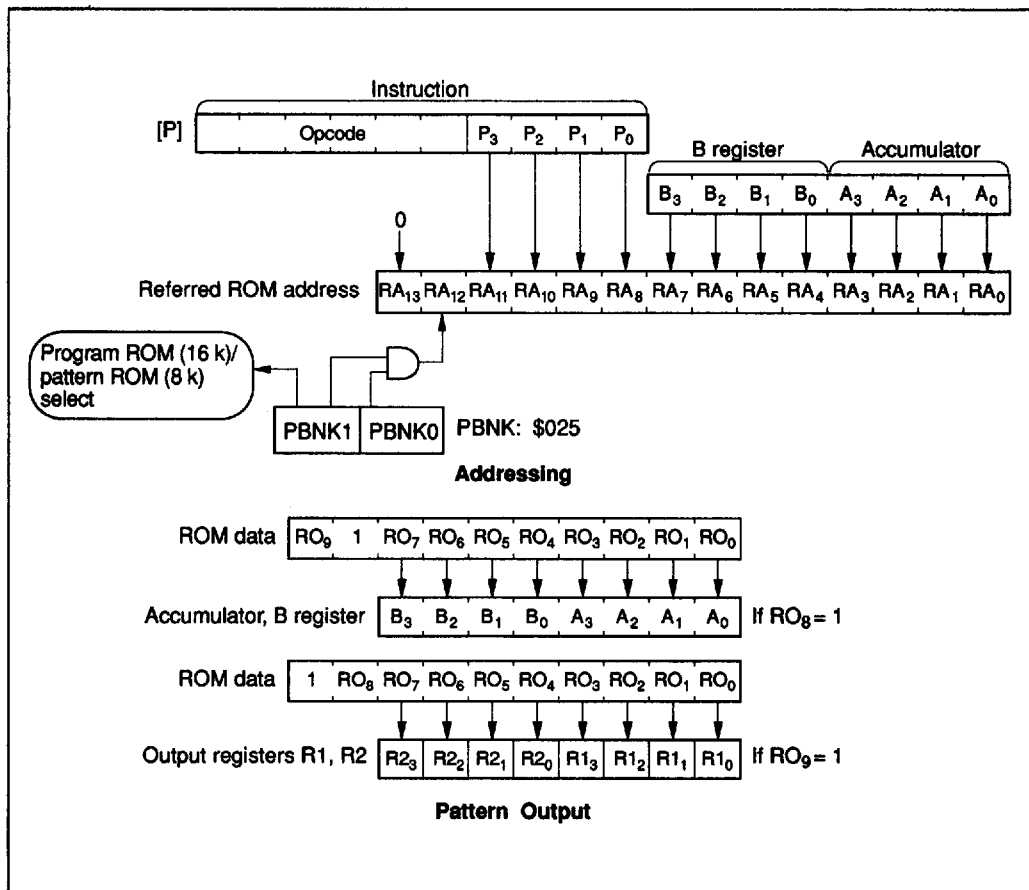 Instruction
[P] Opcode P3 P2 P1 P0
B register Accumulator
B3 B2 B1 B0 A3 A2 A1 A0
0
Referred ROM address RA13 RA12 RA11 RA10 RA9 RA8 RA7 RA6 RA5 RA4 RA3 RA2 RA1 RA0
Program ROM (16 k)/
pattern ROM (8 k)
select
PBNK1 PBNK0 PBNK: $025
Addressing
ROM data RO9 1 RO7 RO6 RO5 RO4 RO3 RO2 RO1 RO0
Accumulator, B register B3 B2 B1 B0 A3 A2 A1 A0 If RO8 = 1
ROM data 1 RO8 RO7 RO6 RO5 RO4 RO3 RO2 RO1 RO0
Output registers R1, R2 R23 R22 R21 R20 R13 R12 R11 R10 If RO9 = 1
Pattern Output